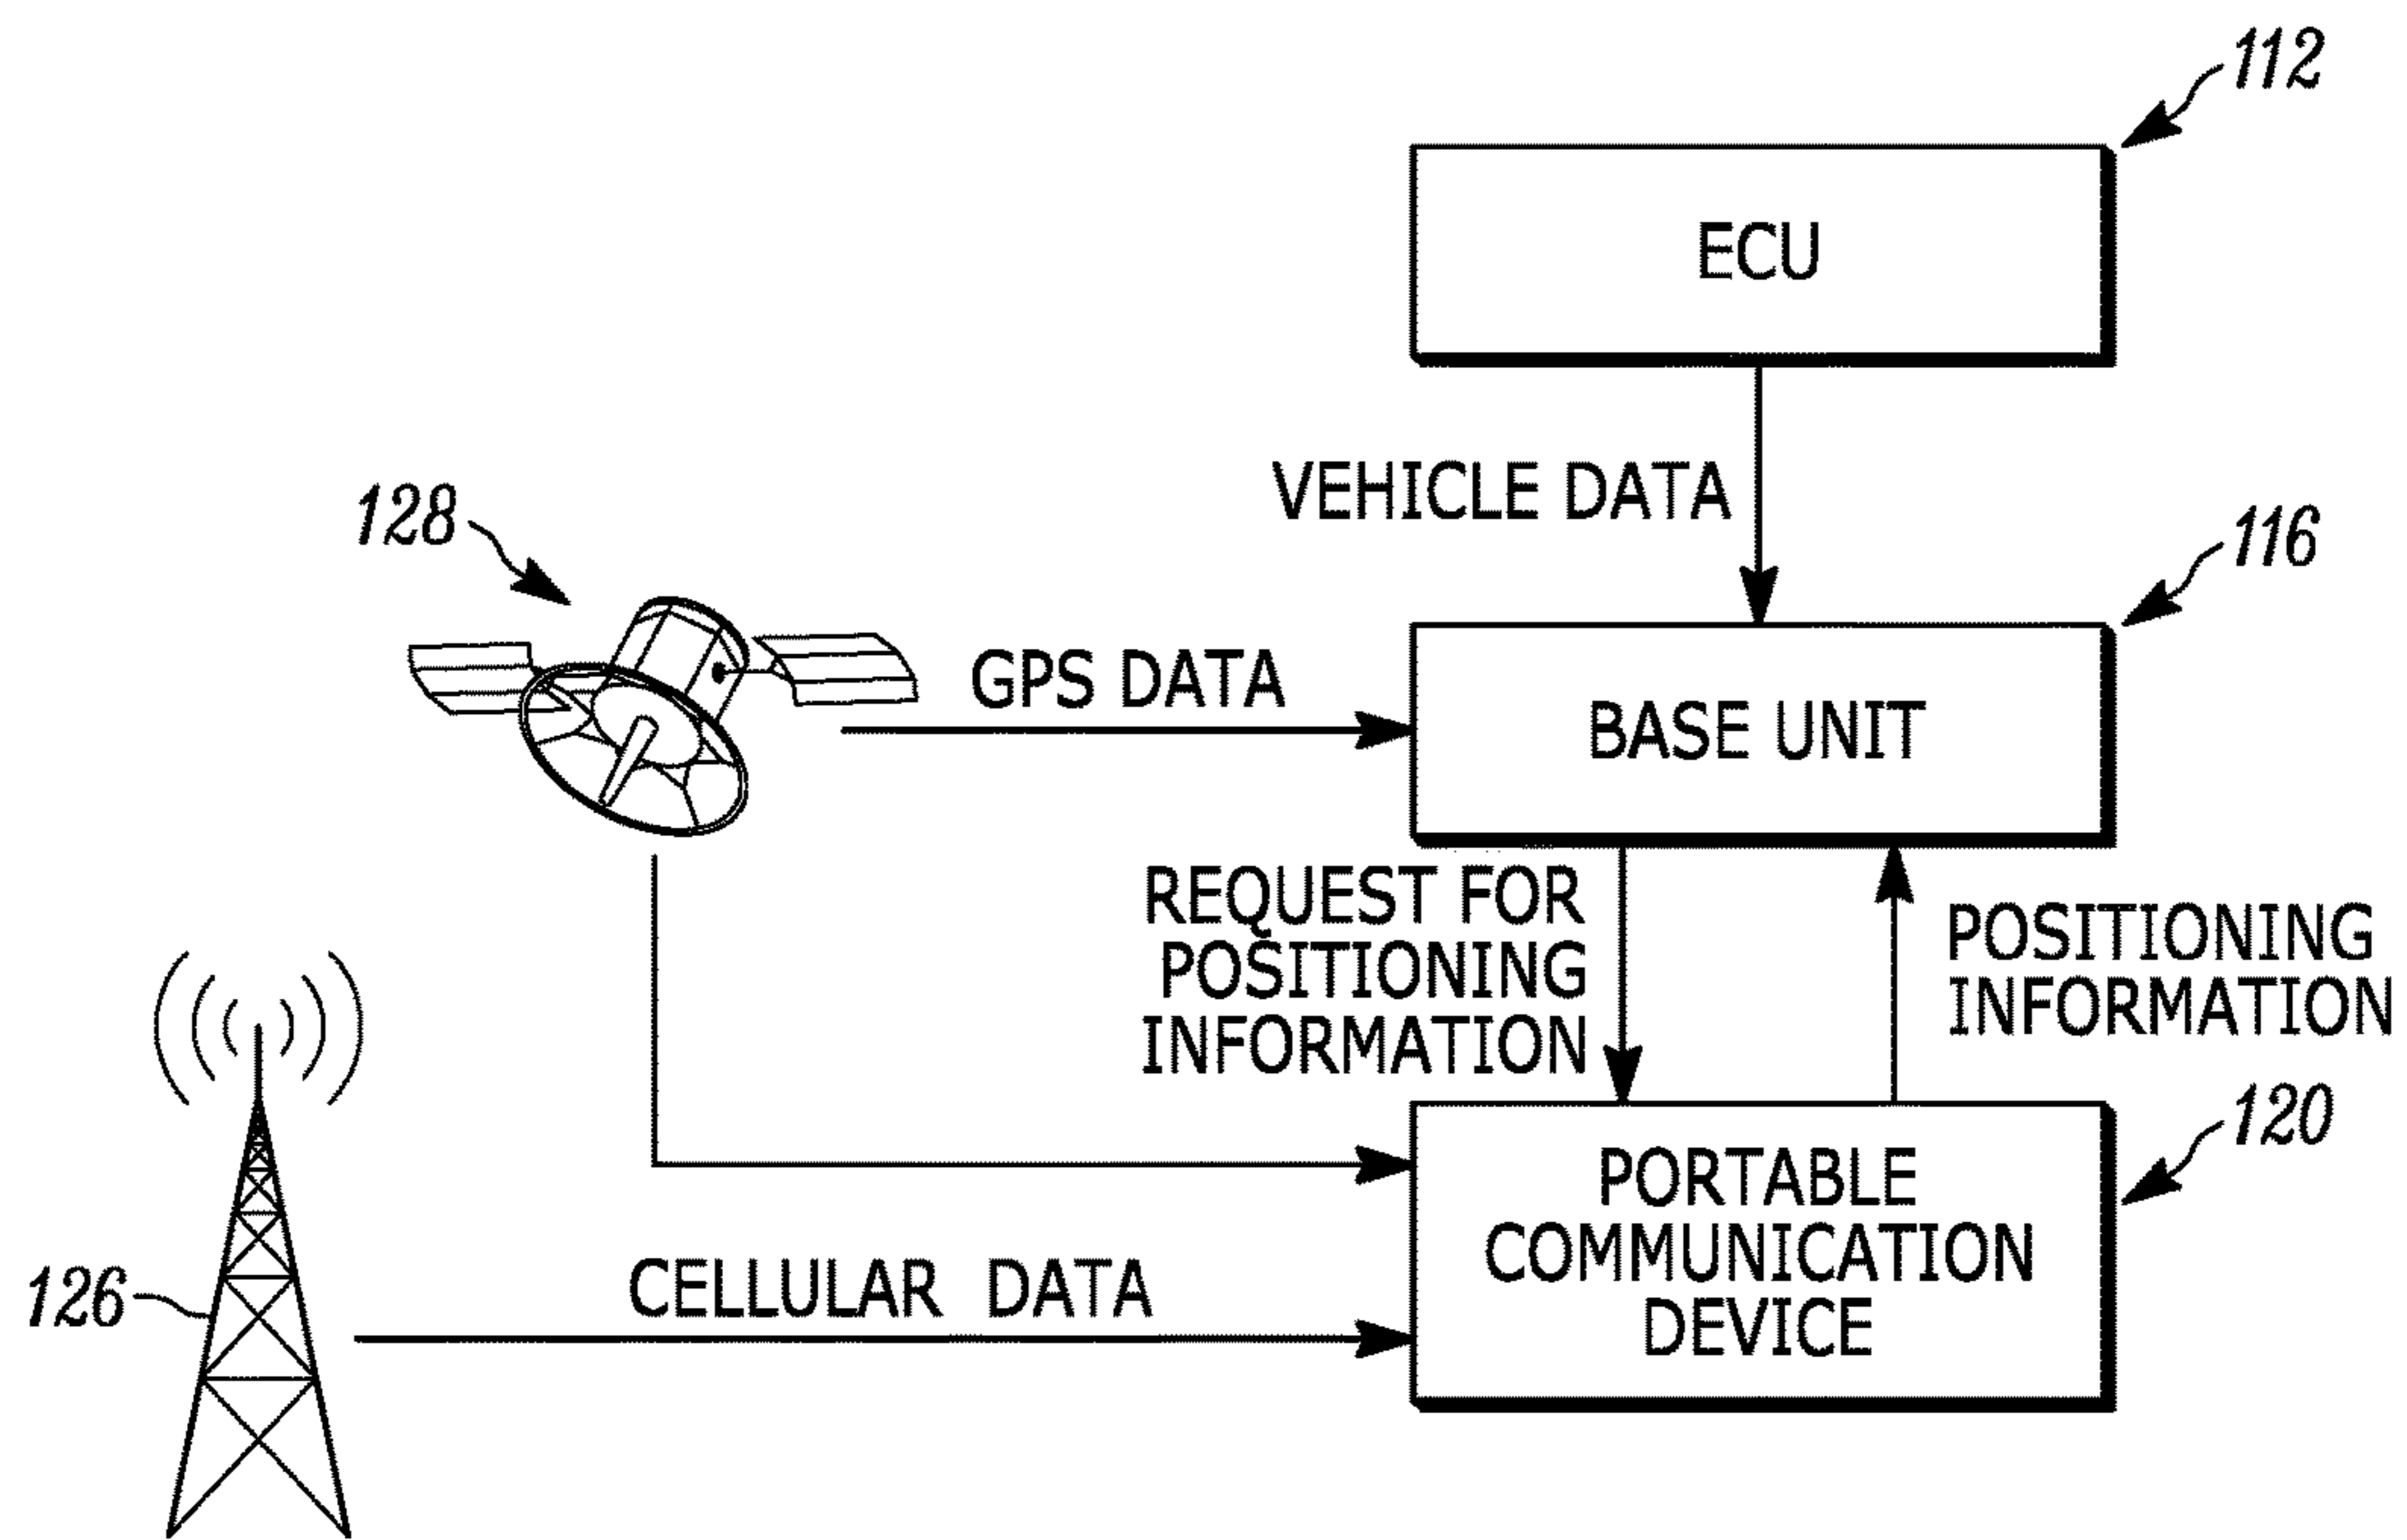 112
ECU
VEHICLE DATA
128
116
GPS DATA
BASE UNIT
REQUEST FOR
POSITIONING
INFORMATION
POSITIONING
INFORMATION
120
PORTABLE
COMMUNICATION
DEVICE
126
CELLULAR DATA